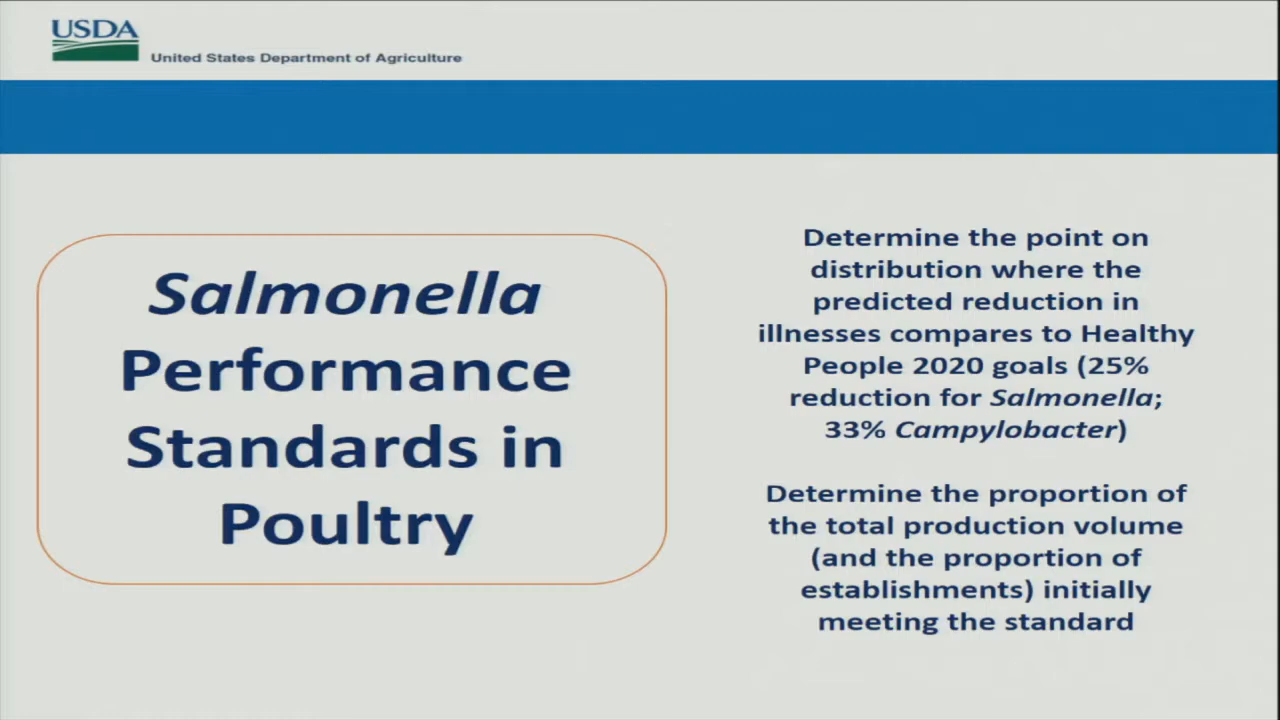 USDA
United States Department of Agriculture
Salmonella
Performance
Standards in
Poultry
Determine the point on
distribution where the
predicted reduction in
illnesses compares to Healthy
People 2020 goals (25%
reduction for Salmonella;
33% Campylobacter)
Determine the proportion of
the total production volume
(and the proportion of
establishments) initially
meeting the standard